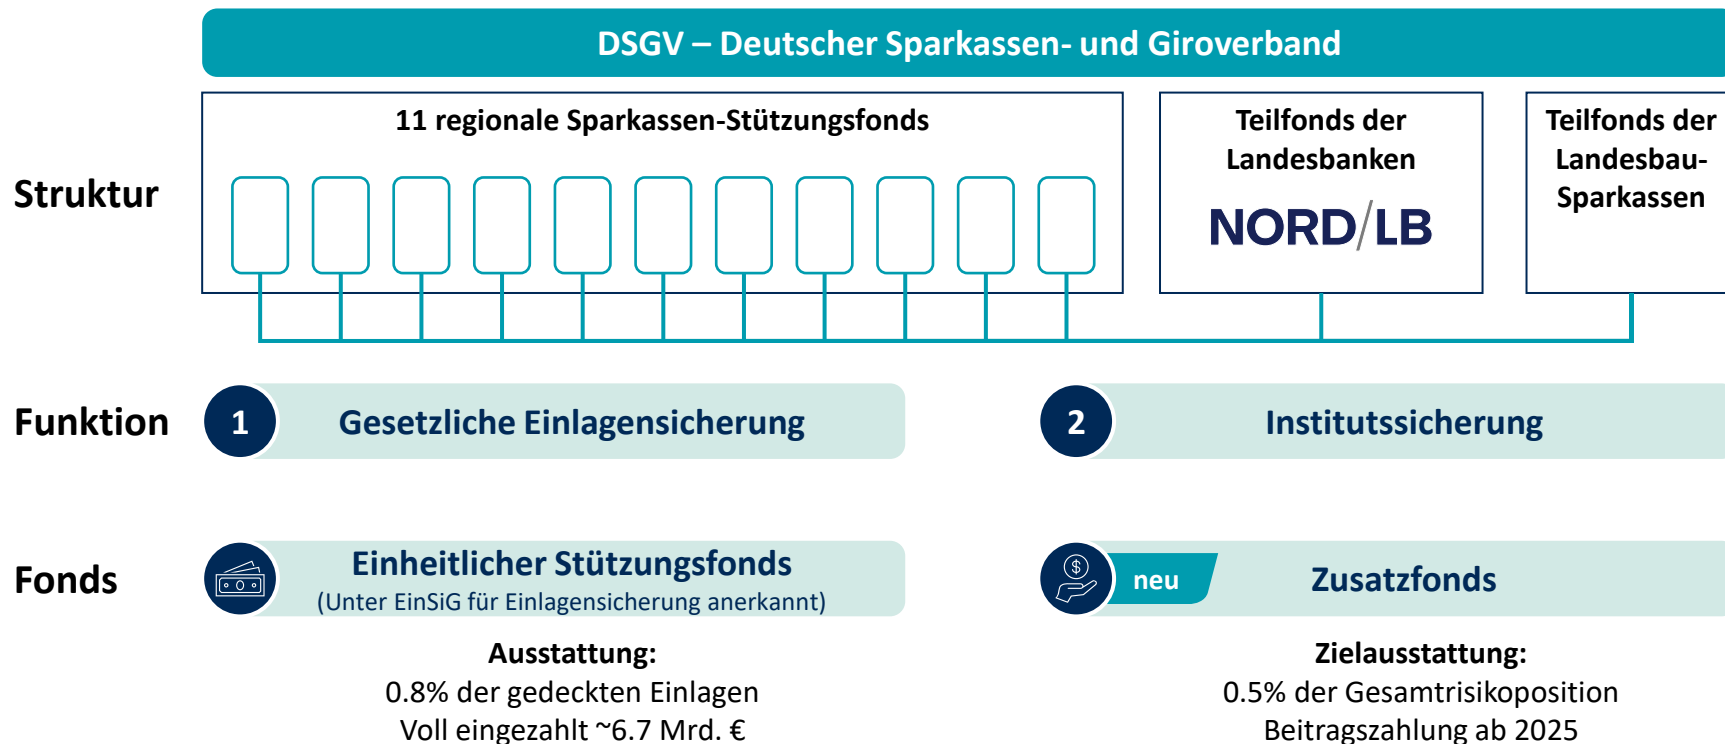 DSGV – Deutscher Sparkassen- und Giroverband
Struktur
11 regionale Sparkassen-Stützungsfonds
Teilfonds der
Landesbanken
NORD/LB
Teilfonds der
Landesbau-
Sparkassen
Funktion
1
Gesetzliche Einlagensicherung
2
Institutssicherung
Fonds
Einheitlicher Stützungsfonds
(Unter EinSiG für Einlagensicherung anerkannt)
$
neu
Zusatzfonds
Ausstattung:
0.8% der gedeckten Einlagen
Voll eingezahlt ~6.7 Mrd. €
Zielausstattung:
0.5% der Gesamtrisikoposition
Beitragszahlung ab 2025